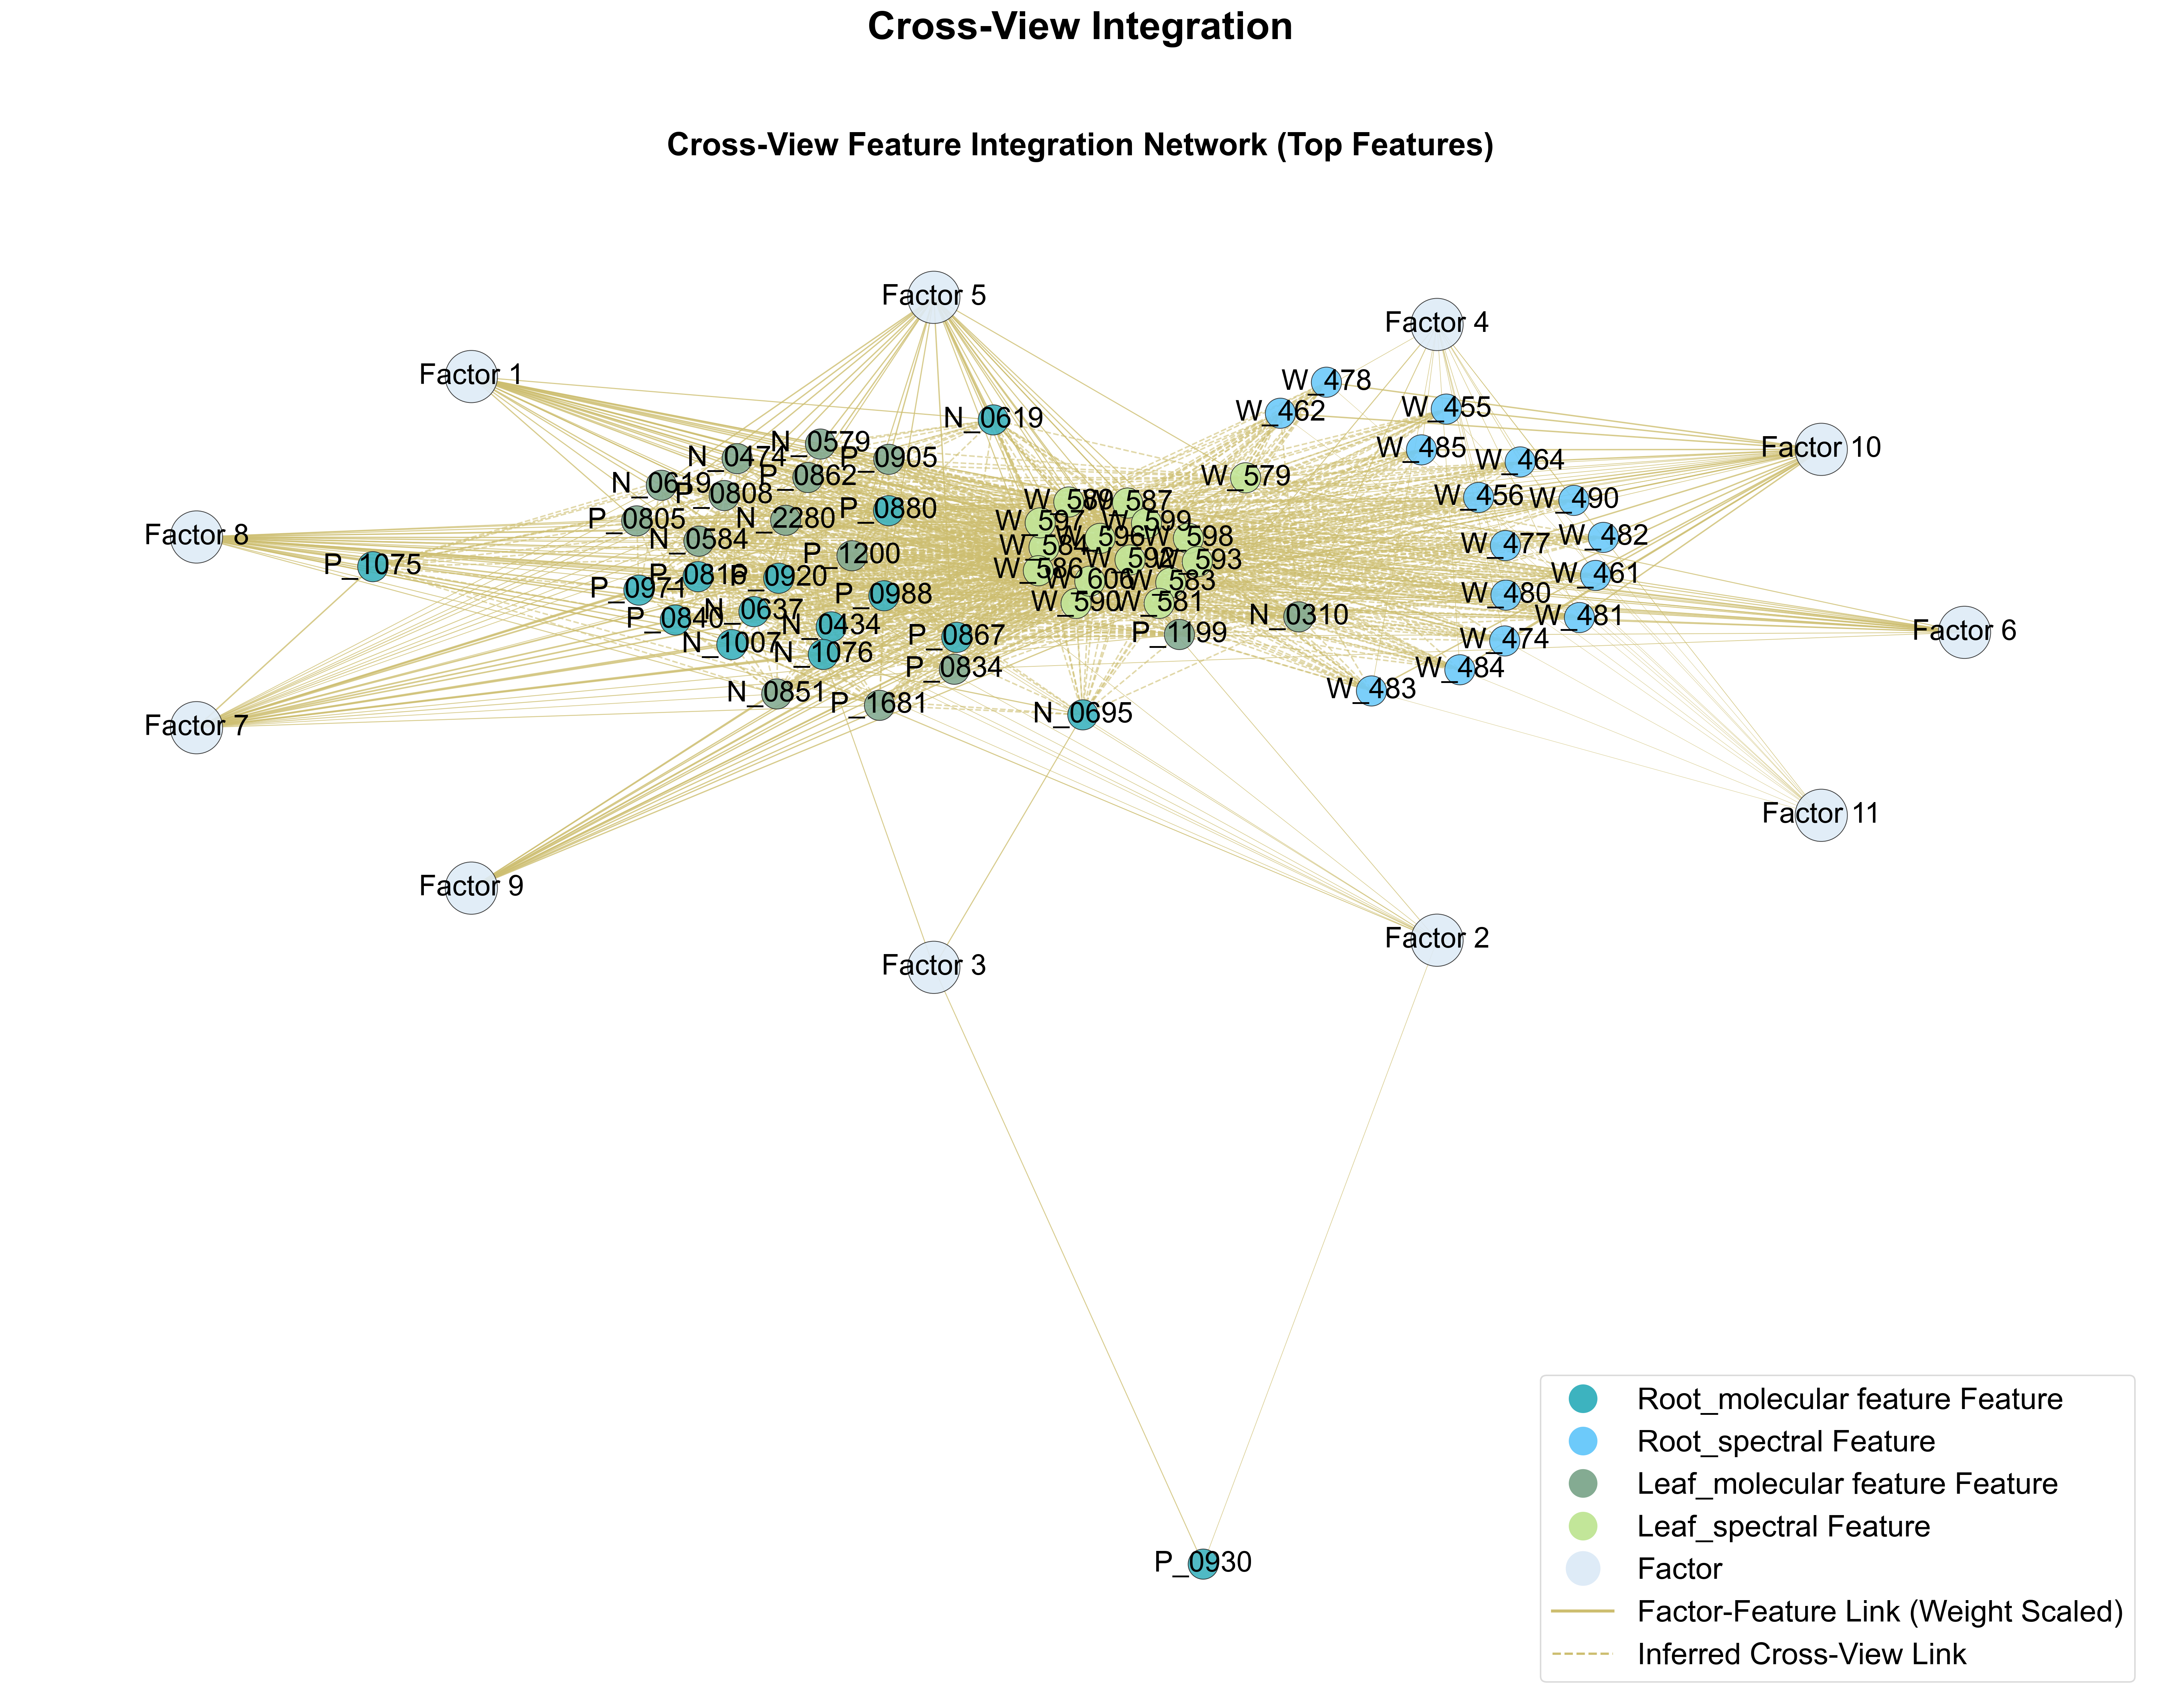 Cross-View Integration
Cross-View Feature Integration Network (Top Features)
Factor 5
Factor 4
Factor 1
W_478
W_462
W_455
N_0619
Factor 10
N_0579
W_485
N_0474
P_0905
W_464
P_0862
W_579
N_0619
P_0808
W_456
W_490
W_589
W_587
P_0880
P_0805
N_2280
W_597
W_599
Factor 8
N_0584
W_596
W_598
W_482
W_584
W_477
P_1200
W_592
W_593
P_1075
W_586
P_0816
P_0920
W_461
W_606
W_583
P_0971
P_0988
W_480
W_590
W_581
N_0637
P_0840
N_0434
N_0310
W_481
Factor 6
P_1199
P_0867
N_1007
N_1076
W_474
P_0834
W_484
N_0851
W_483
P_1681
N_0695
Factor 7
Factor 11
Factor 9
Factor 2
Factor 3
P_0930
Root_molecular feature Feature
Root_spectral Feature
Leaf_molecular feature Feature
Leaf_spectral Feature
Factor
Factor-Feature Link (Weight Scaled)
Inferred Cross-View Link